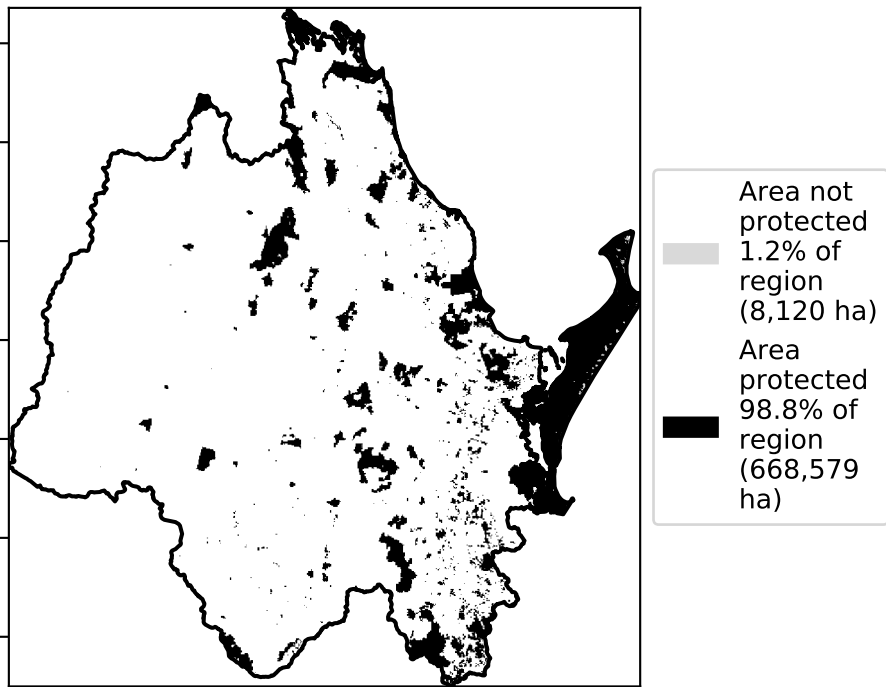 Area not
protected
1.2% of
region
(8,120 ha)
Area
protected
98.8% of
region
(668,579
ha)